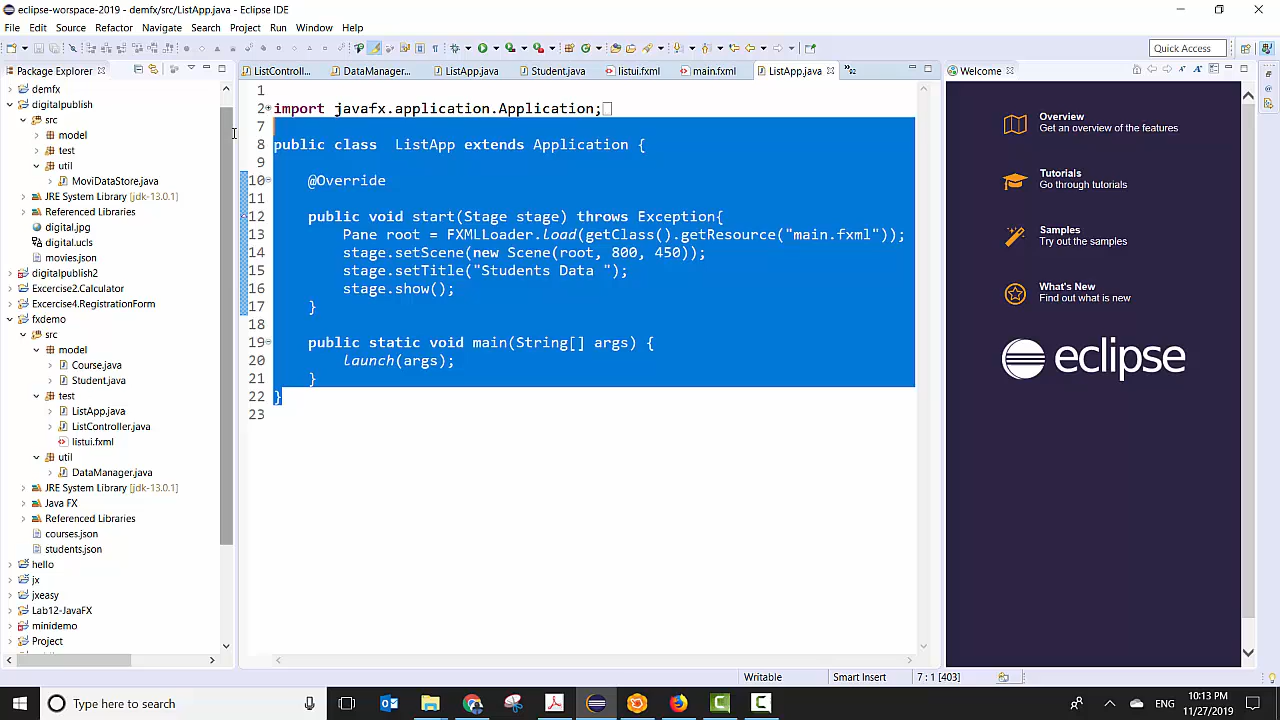 eclipse-worspace-2019 - demfx/src/ListApp.java - Eclipse IDE
File Edit Source Refactor Navigate Search Project Run Window Help
Quick Access
Package Explorer
ListControll...
DataManager...
ListApp.java
Student.java
listui.fxml
main.fxml
ListApp.java
Welcome
demfx
digitalpublish
src
model
test
util
MoviDataStore.java
JRE System Library [jdk-13.0.1]
Referenced Libraries
digital.jpg
digital.ucls
movies.json
digitalpublish2
Excercise2.Calculator
Excercise4.RegistrationForm
fxdemo
src
model
Course.java
Student.java
test
ListApp.java
ListController.java
listui.fxml
util
DataManager.java
JRE System Library [jdk-13.0.1]
Java FX
Referenced Libraries
courses.json
students.json
hello
jx
jxeasy
Lab12-JavaFX
minidemo
Project
1
2 import javafx.application.Application;
7
8 public class  ListApp extends Application {
9
10     @Override
11
12     public void start(Stage stage) throws Exception{
13         Pane root = FXMLLoader.load(getClass().getResource("main.fxml"));
14         stage.setScene(new Scene(root, 800, 450));
15         stage.setTitle("Students Data ");
16         stage.show();
17     }
18
19     public static void main(String[] args) {
20         launch(args);
21     }
22 }
23
Overview
Get an overview of the features
Tutorials
Go through tutorials
Samples
Try out the samples
What's New
Find out what is new
eclipse
Writable
Smart Insert
7 : 1 [403]
Type here to search
ENG
10:13 PM
11/27/2019